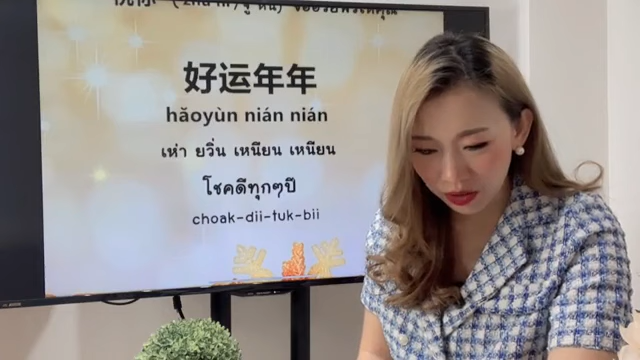 好运年年
hǎoyùn nián nián
เห่า ยวิ่น เหนียน เหนียน
โชคดีทุกๆปี
choak-dii-tuk-bii